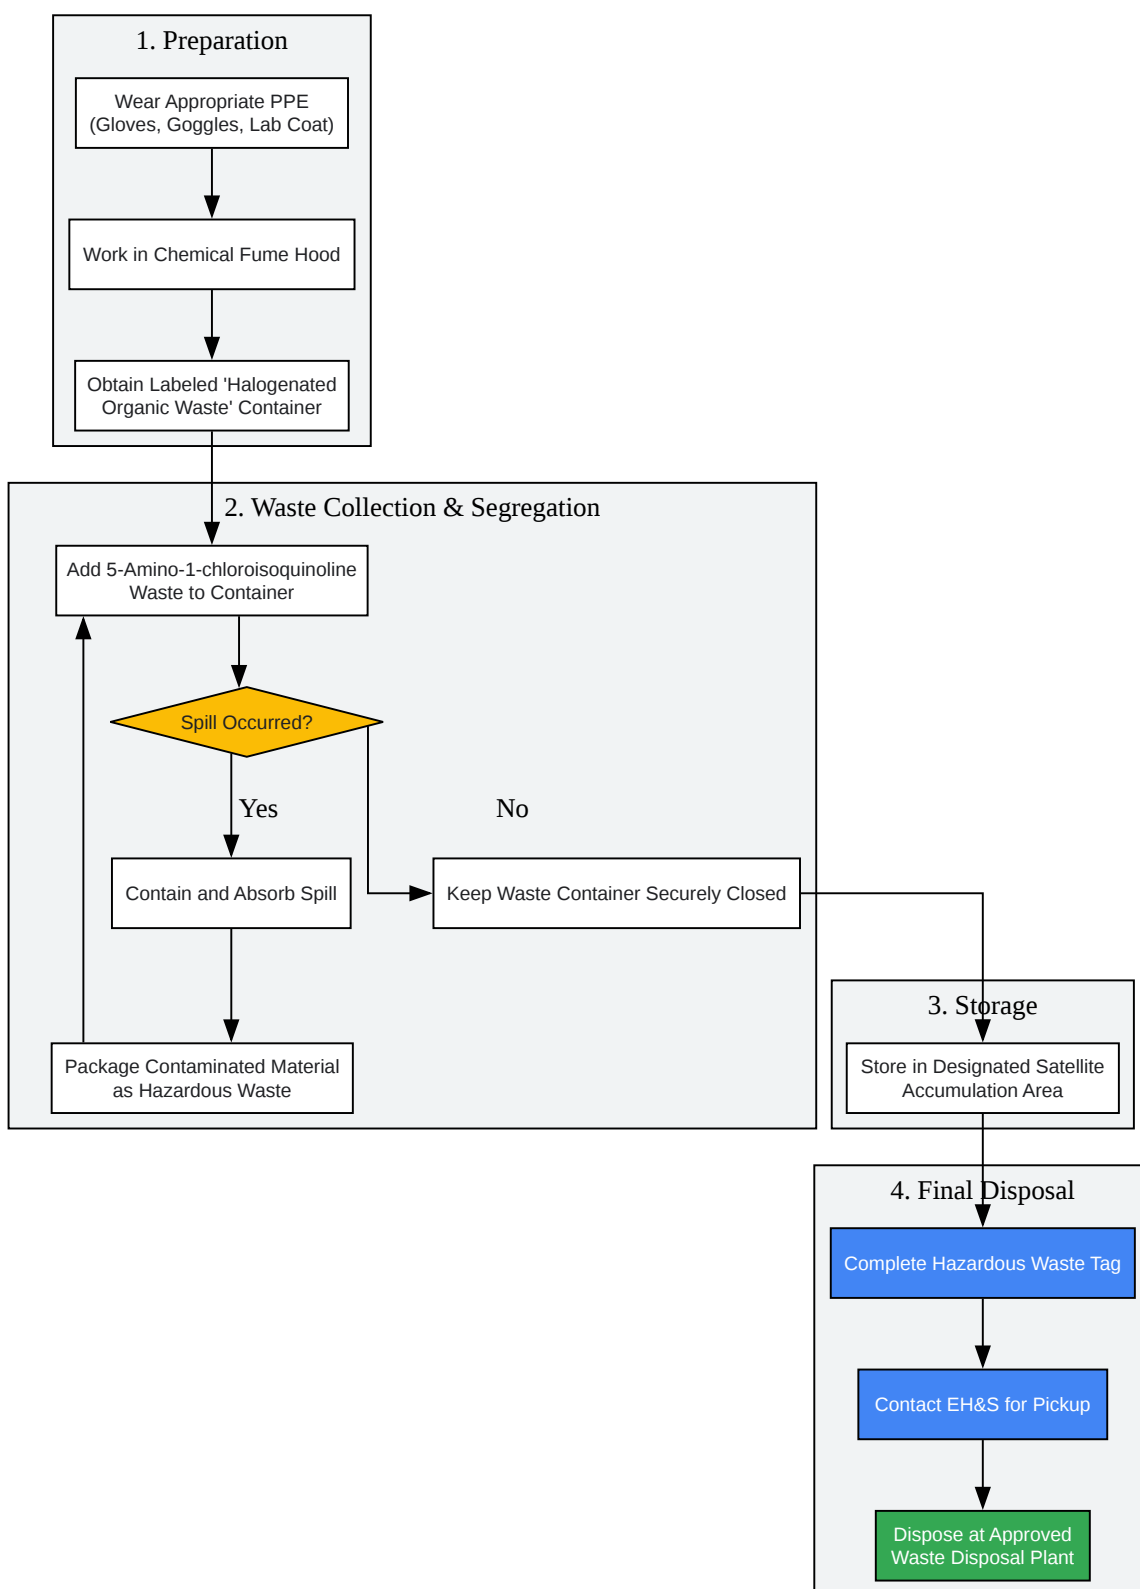 1. Preparation
Wear Appropriate PPE
(Gloves, Goggles, Lab Coat)
Work in Chemical Fume Hood
Obtain Labeled 'Halogenated
Organic Waste' Container
2. Waste Collection & Segregation
Add 5-Amino-1-chloroisoquinoline
Waste to Container
Spill Occurred?
Yes
No
Contain and Absorb Spill
Keep Waste Container Securely Closed
Package Contaminated Material
as Hazardous Waste
3. Storage
Store in Designated Satellite
Accumulation Area
4. Final Disposal
Complete Hazardous Waste Tag
Contact EH&S for Pickup
Dispose at Approved
Waste Disposal Plant